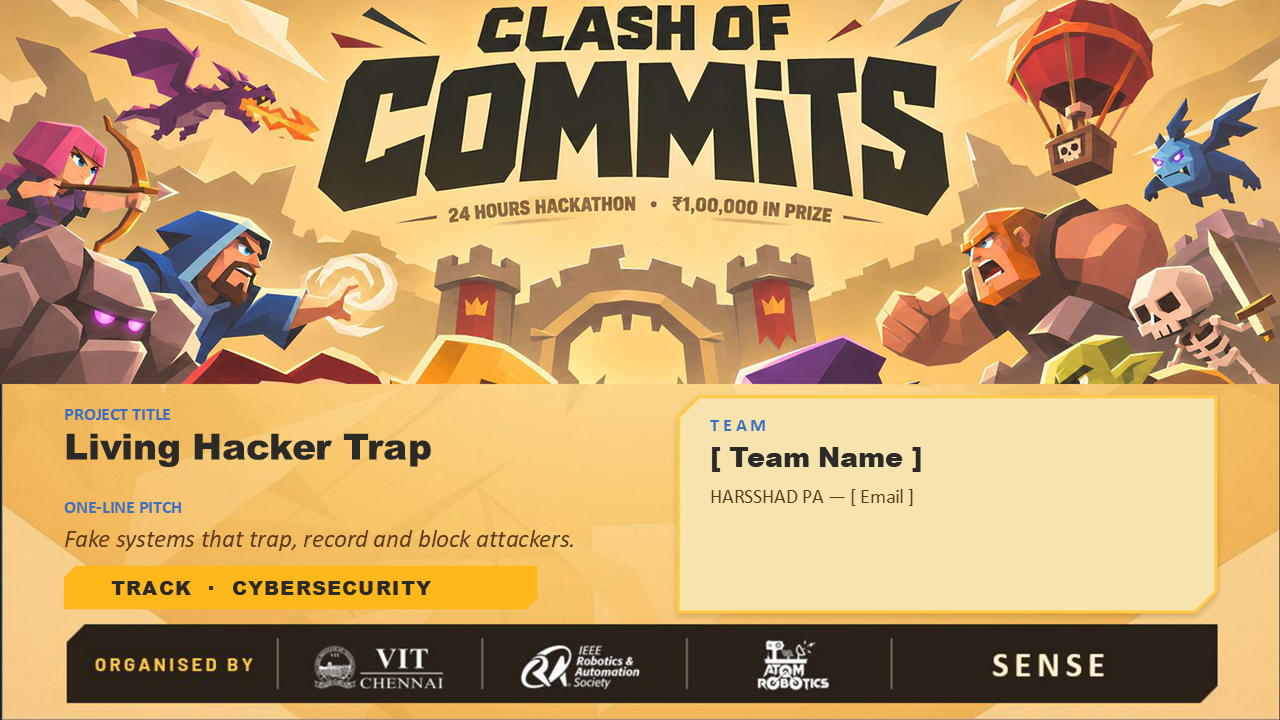 CLASH OF
COMMiTS
24 HOURS HACKATHON • ₹1,00,000 IN PRIZE
PROJECT TITLE
Living Hacker Trap
ONE-LINE PITCH
Fake systems that trap, record and block attackers.
TRACK · CYBERSECURITY
TEAM
[ Team Name ]
HARSSHAD PA — [ Email ]
ORGANISED BY
VIT
CHENNAI
IEEE
Robotics &
Automation
Society
ATOM
ROBOTICS
SENSE